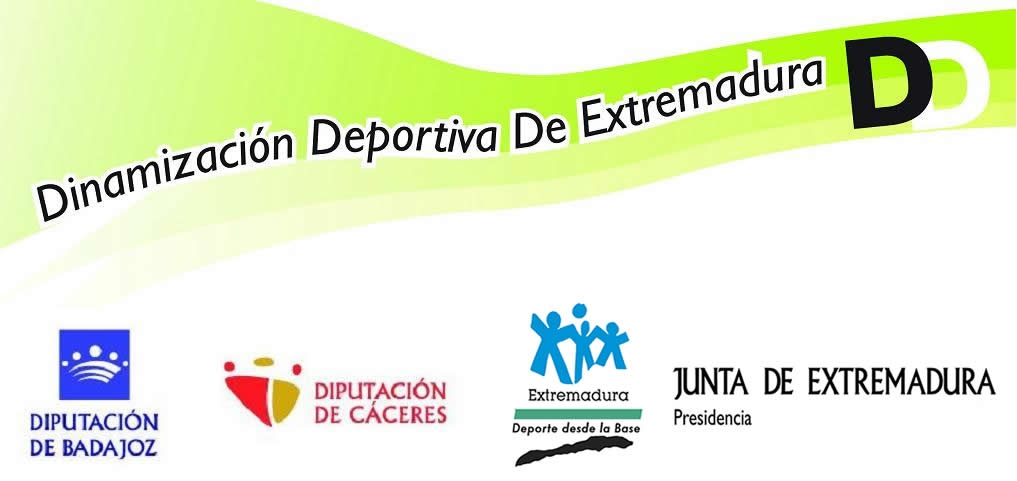 Dinamización Deportiva De Extremadura
DD
DIPUTACIÓN
DE BADAJOZ
DIPUTACIÓN
DE CÁCERES
Extremadura
Deporte desde la Base
JUNTA DE EXTREMADURA
Presidencia